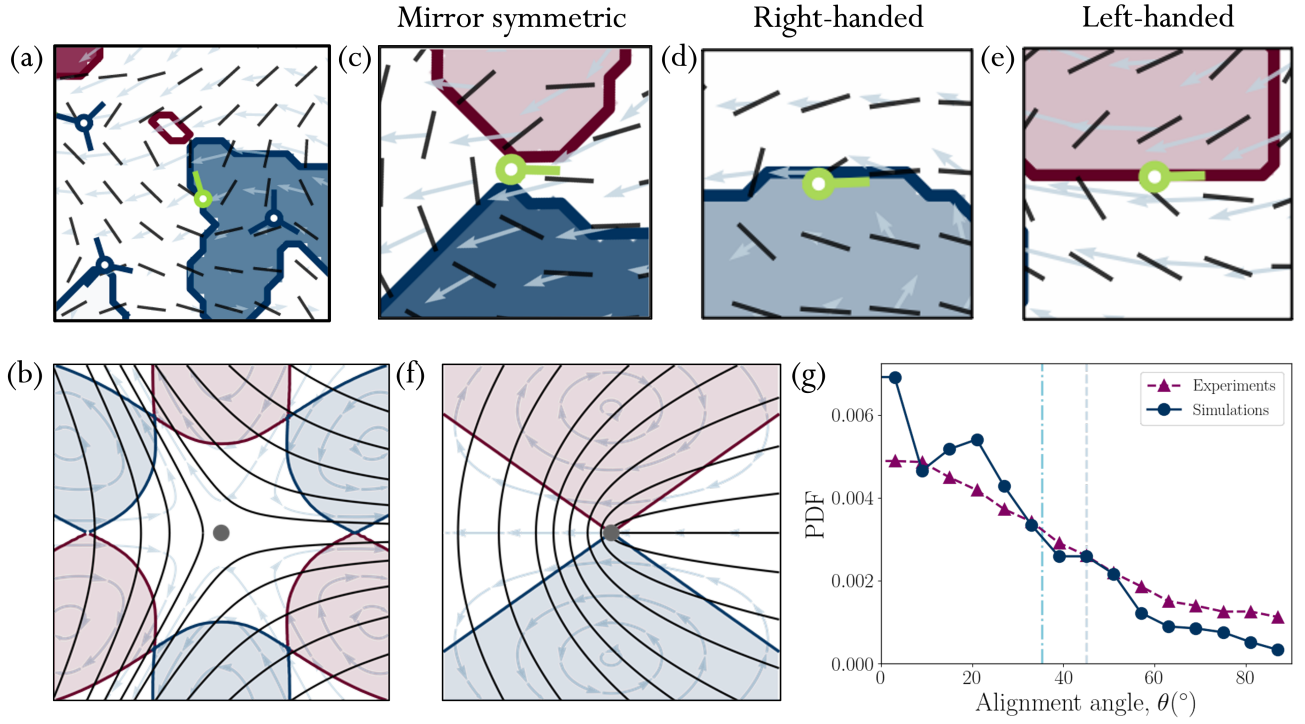 Mirror symmetric
Right-handed
Left-handed
(a)
(c)
(d)
(e)
(b)
(f)
(g)
PDF
0.006
0.004
0.002
0.000
Experiments
Simulations
0
20
40
60
80
Alignment angle, θ(°)